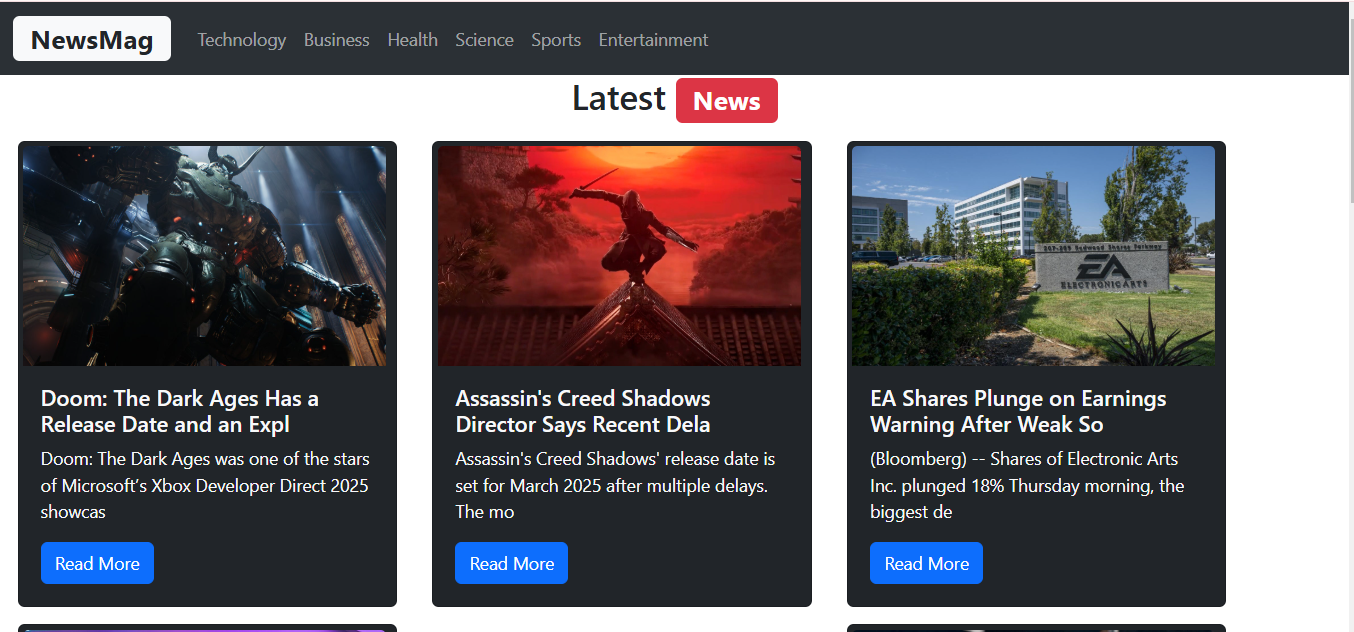 NewsMag Technology Business Health Science Sports Entertainment
Latest News
ELECTRONIC ARTS
Doom: The Dark Ages Has a
Release Date and an Expl
Doom: The Dark Ages was one of the stars
of Microsoft’s Xbox Developer Direct 2025
showcas
Read More
Assassin's Creed Shadows
Director Says Recent Dela
Assassin's Creed Shadows' release date is
set for March 2025 after multiple delays.
The mo
Read More
EA Shares Plunge on Earnings
Warning After Weak So
(Bloomberg) -- Shares of Electronic Arts
Inc. plunged 18% Thursday morning, the
biggest de
Read More